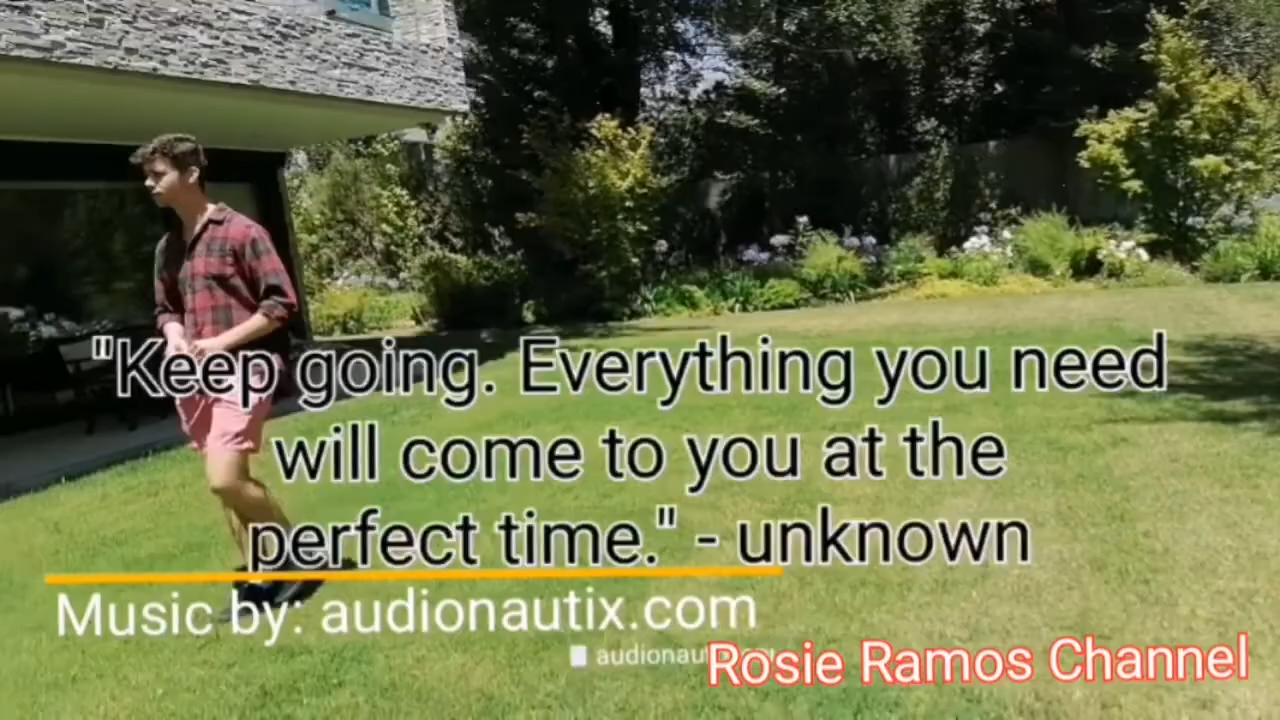 "Keep going. Everything you need
will come to you at the
perfect time." - unknown
Music by: audionautix.com
Rosie Ramos Channel